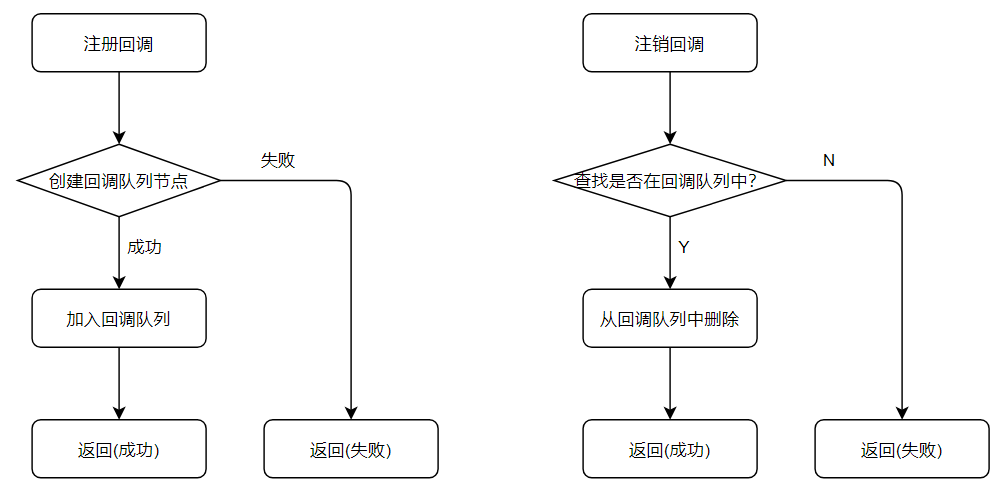 注册回调
创建回调队列节点
失败
成功
加入回调队列
返回(成功)
返回(失败)
注销回调
查找是否在回调队列中?
N
Y
从回调队列中删除
返回(成功)
返回(失败)